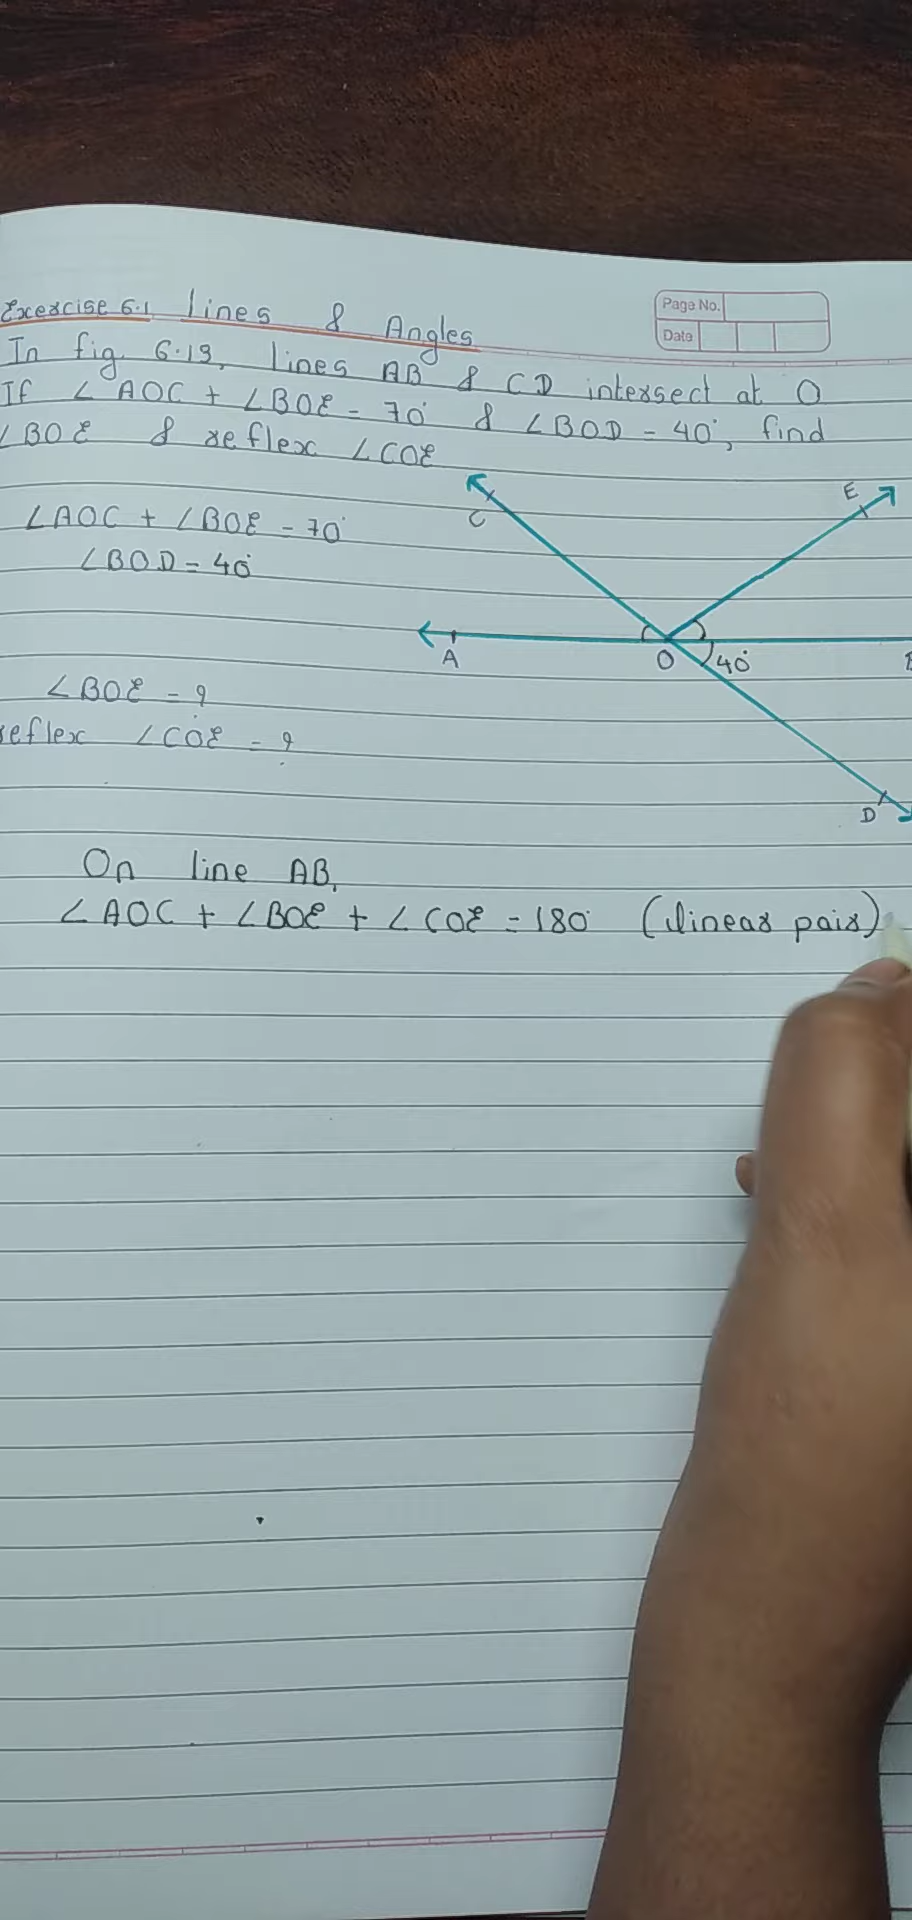 Exercise 6.1 Lines & Angles
Page No.
Date
In fig. 6.13, lines AB & CD intersect at O
If ∠AOC + ∠BOE = 70° & ∠BOD = 40°, find
∠BOE & reflex ∠COE
∠AOC + ∠BOE = 70°
∠BOD = 40°
C
E
A
O
40°
∠BOE = ?
reflex ∠COE = ?
D
On line AB,
∠AOC + ∠BOE + ∠COE = 180° (linear pair)